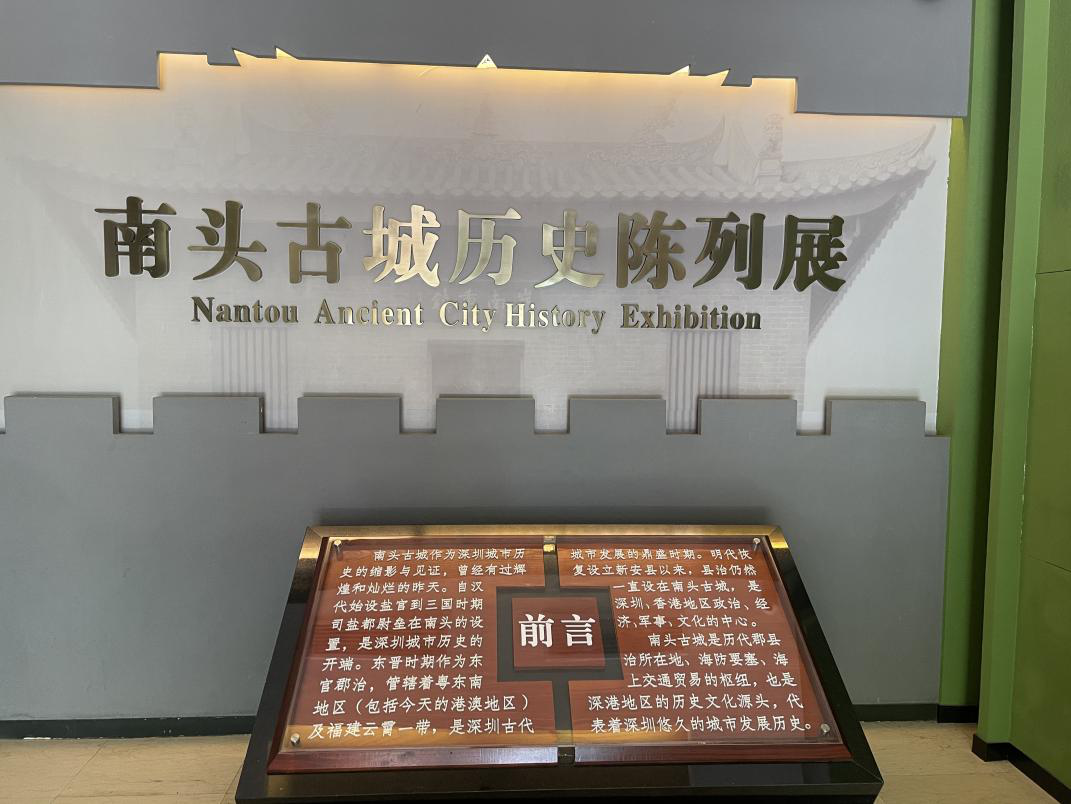 南头古城历史陈列展
Nantou Ancient City History Exhibition
前言
南头古城作为深圳城市历
史的缩影与见证，曾经有过辉
煌和灿烂的昨天。自汉
代始设盐官到三国时期
司盐都尉垒在南头的设
置，是深圳城市历史的
开端。东晋时期作为东
官郡治，管辖着粤东南
地区（包括今天的港澳地区）
及福建云霄一带，是深圳古代
城市发展的鼎盛时期。明代恢
复设立新安县以来，县治仍然
一直设在南头古城，是
深圳、香港地区政治、经
济、军事、文化的中心。
南头古城是历代郡县
治所在地、海防要塞、海
上交通贸易的枢纽，也是
深港地区的历史文化源头，代
表着深圳悠久的城市发展历史。